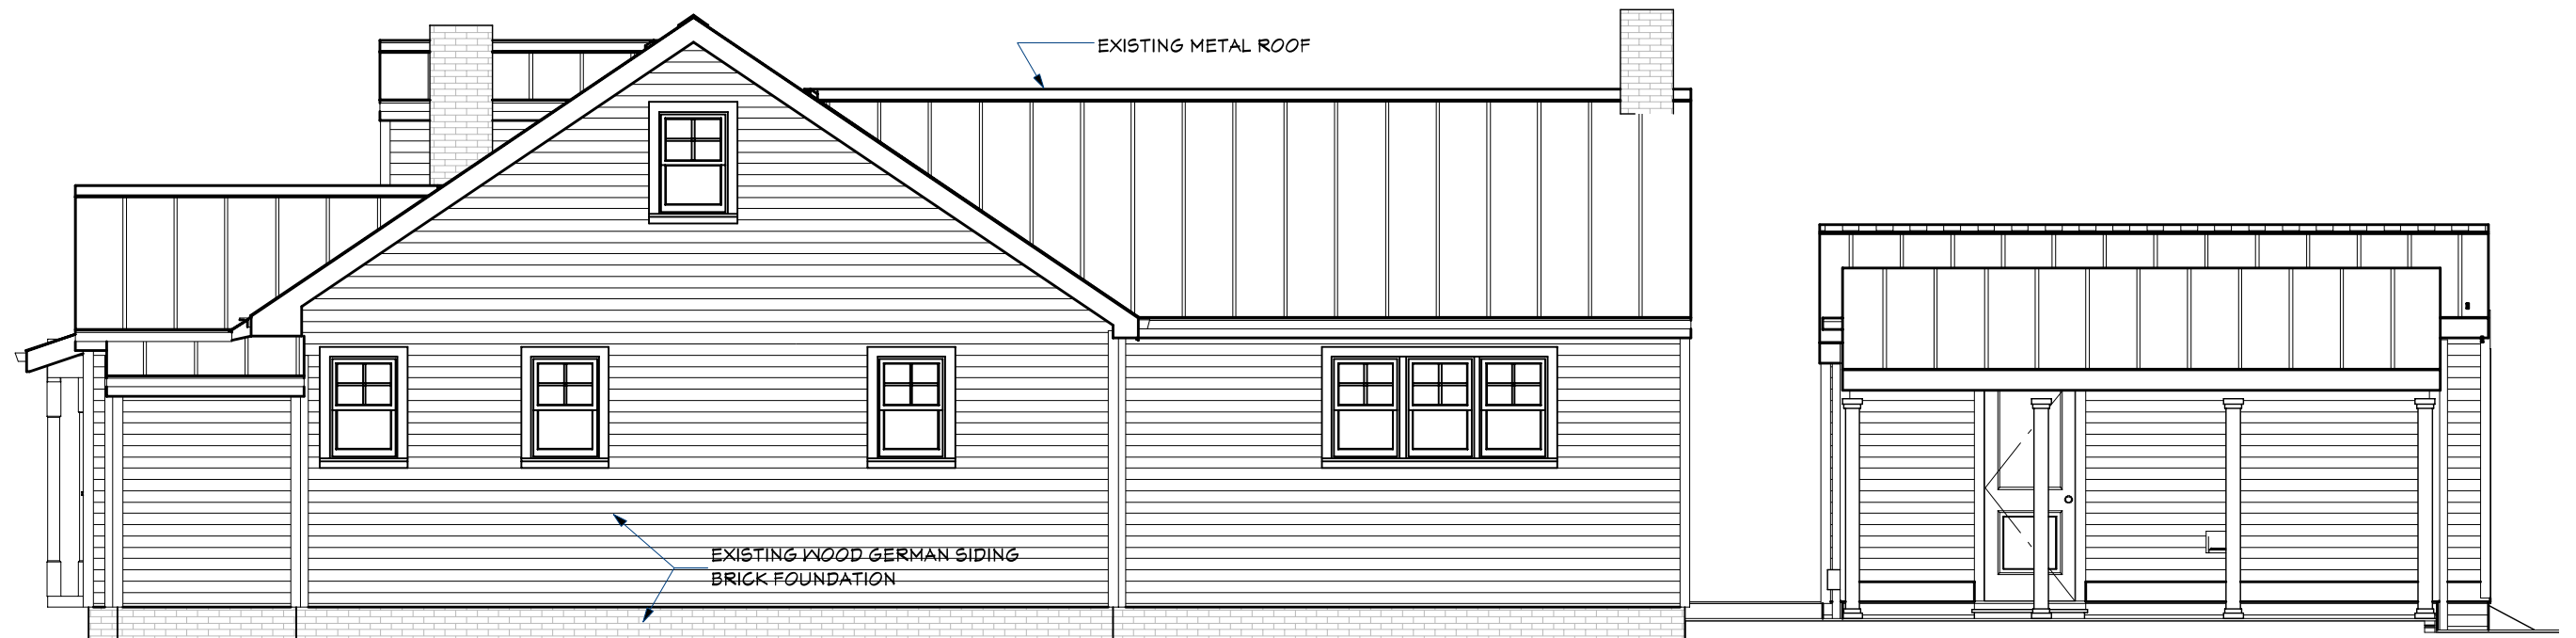 EXISTING METAL ROOF
EXISTING WOOD GERMAN SIDING
BRICK FOUNDATION